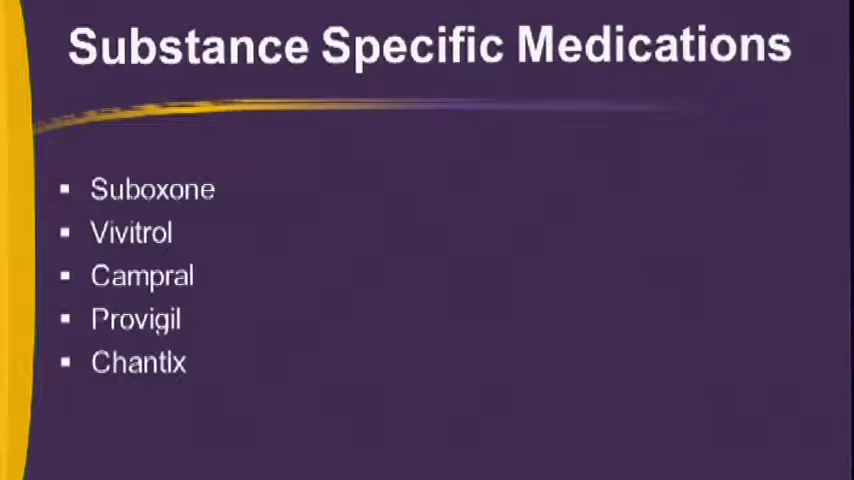 Substance Specific Medications
Suboxone
Vivitrol
Campral
Provigil
Chantlx